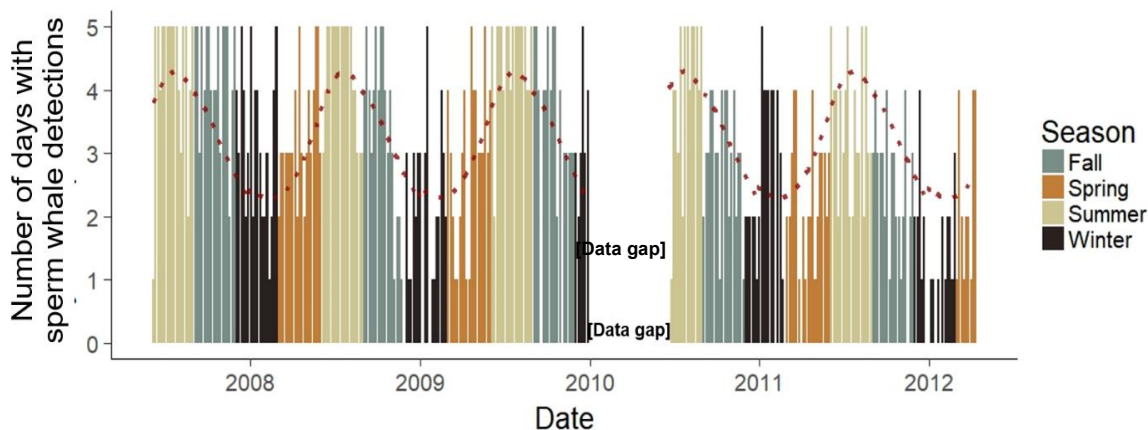 Number of days with
sperm whale detections
5
4
3
2
1
0
[Data gap]
[Data gap]
2008
2009
2010
2011
2012
Date
Season
Fall
Spring
Summer
Winter